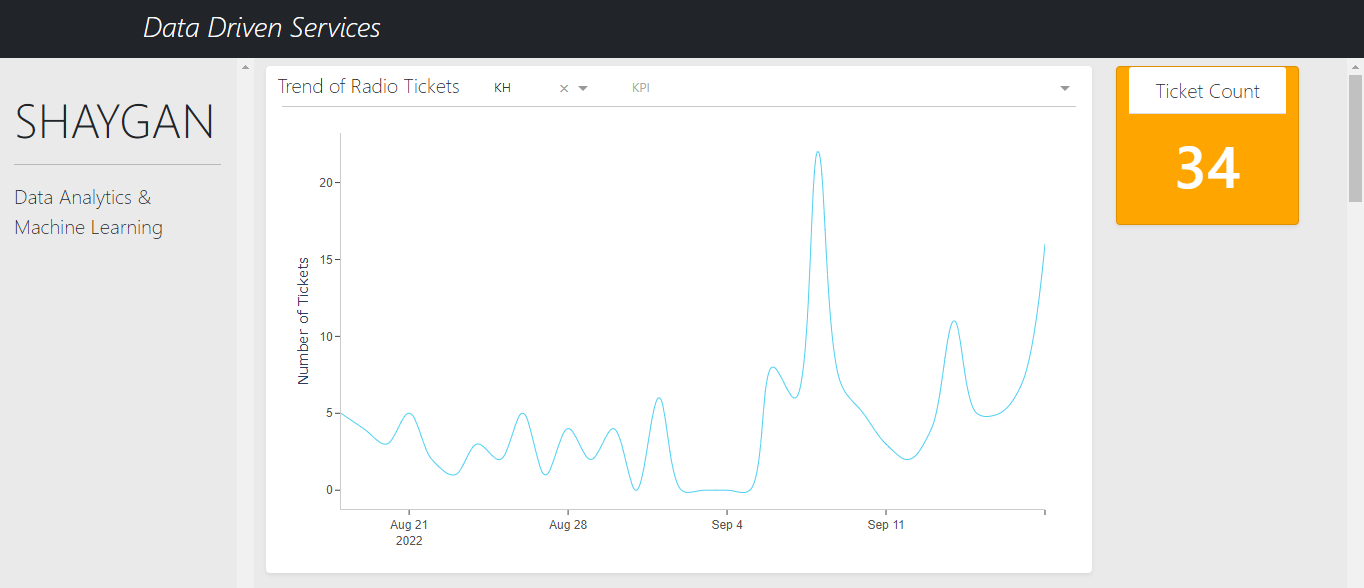 Data Driven Services
SHAYGAN
Data Analytics &
Machine Learning
Trend of Radio Tickets
KH
×
KPI
Number of Tickets
20
15
10
5
0
Aug 21
2022
Aug 28
Sep 4
Sep 11
Ticket Count
34